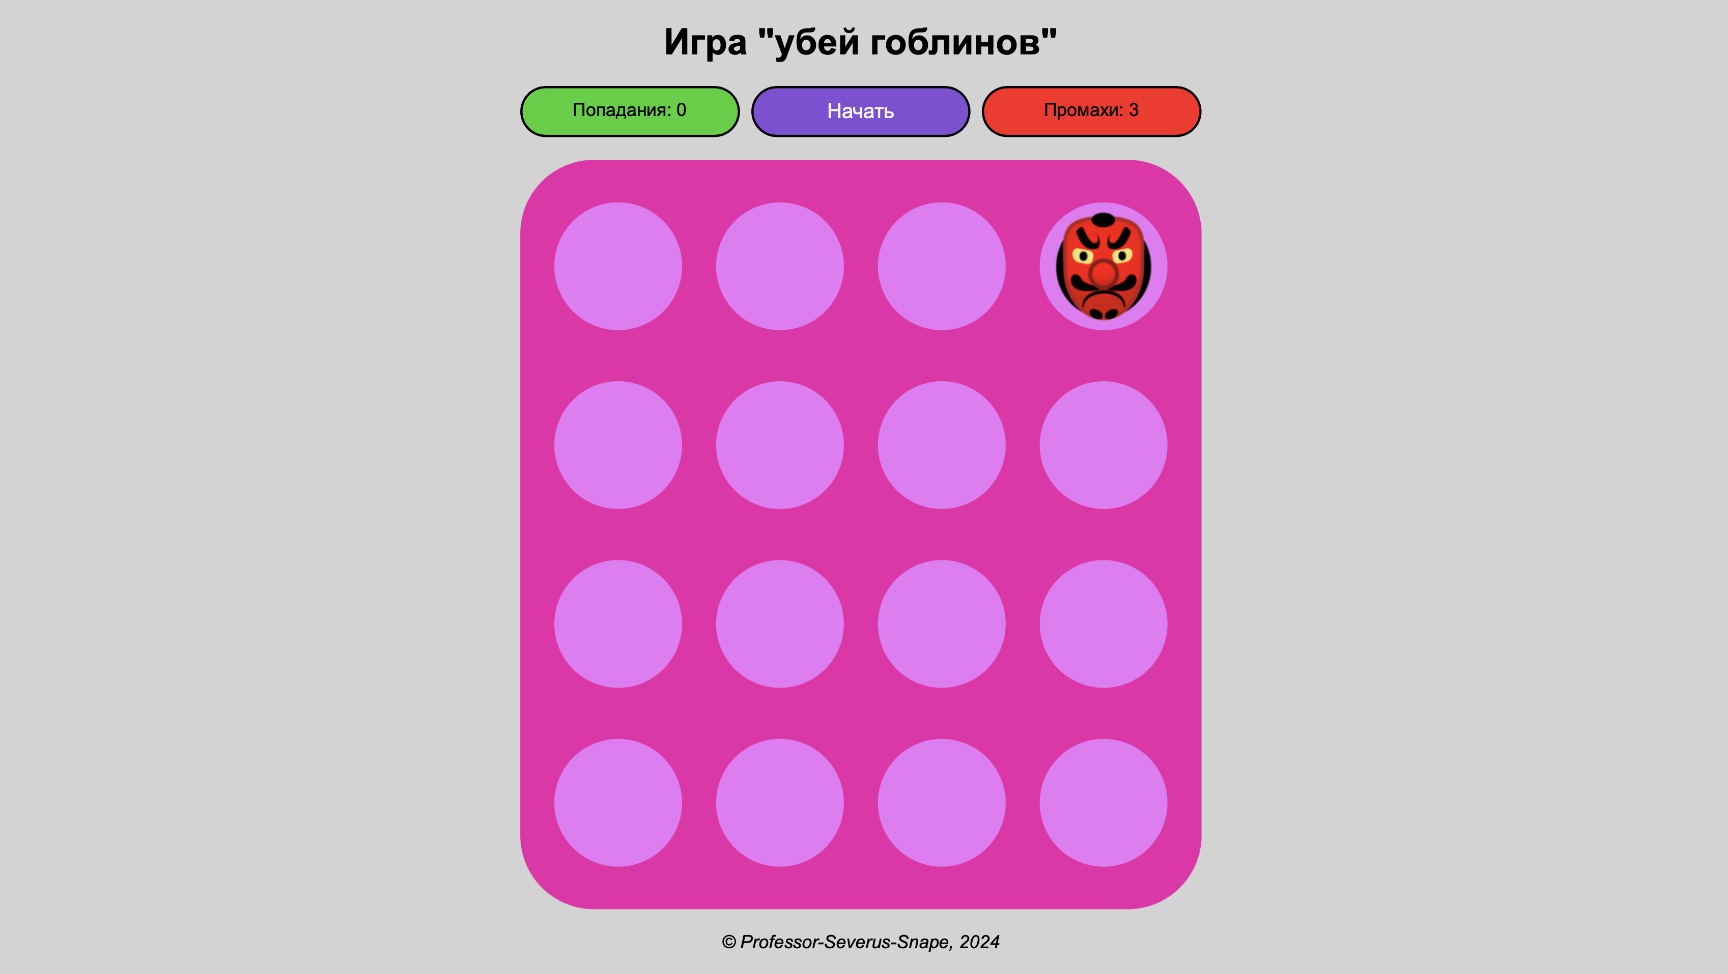 Игра "убей гоблинов"
Попадания: 0
Начать
Промахи: 3
© Professor-Severus-Snape, 2024